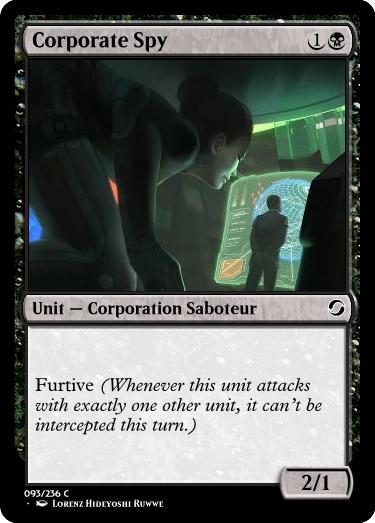 Corporate Spy 1
Unit — Corporation Saboteur
Furtive (Whenever this unit attacks
with exactly one other unit, it can't be
intercepted this turn.)
2/1
093/236 C
· Lorenz Hideyoshi Ruwwe